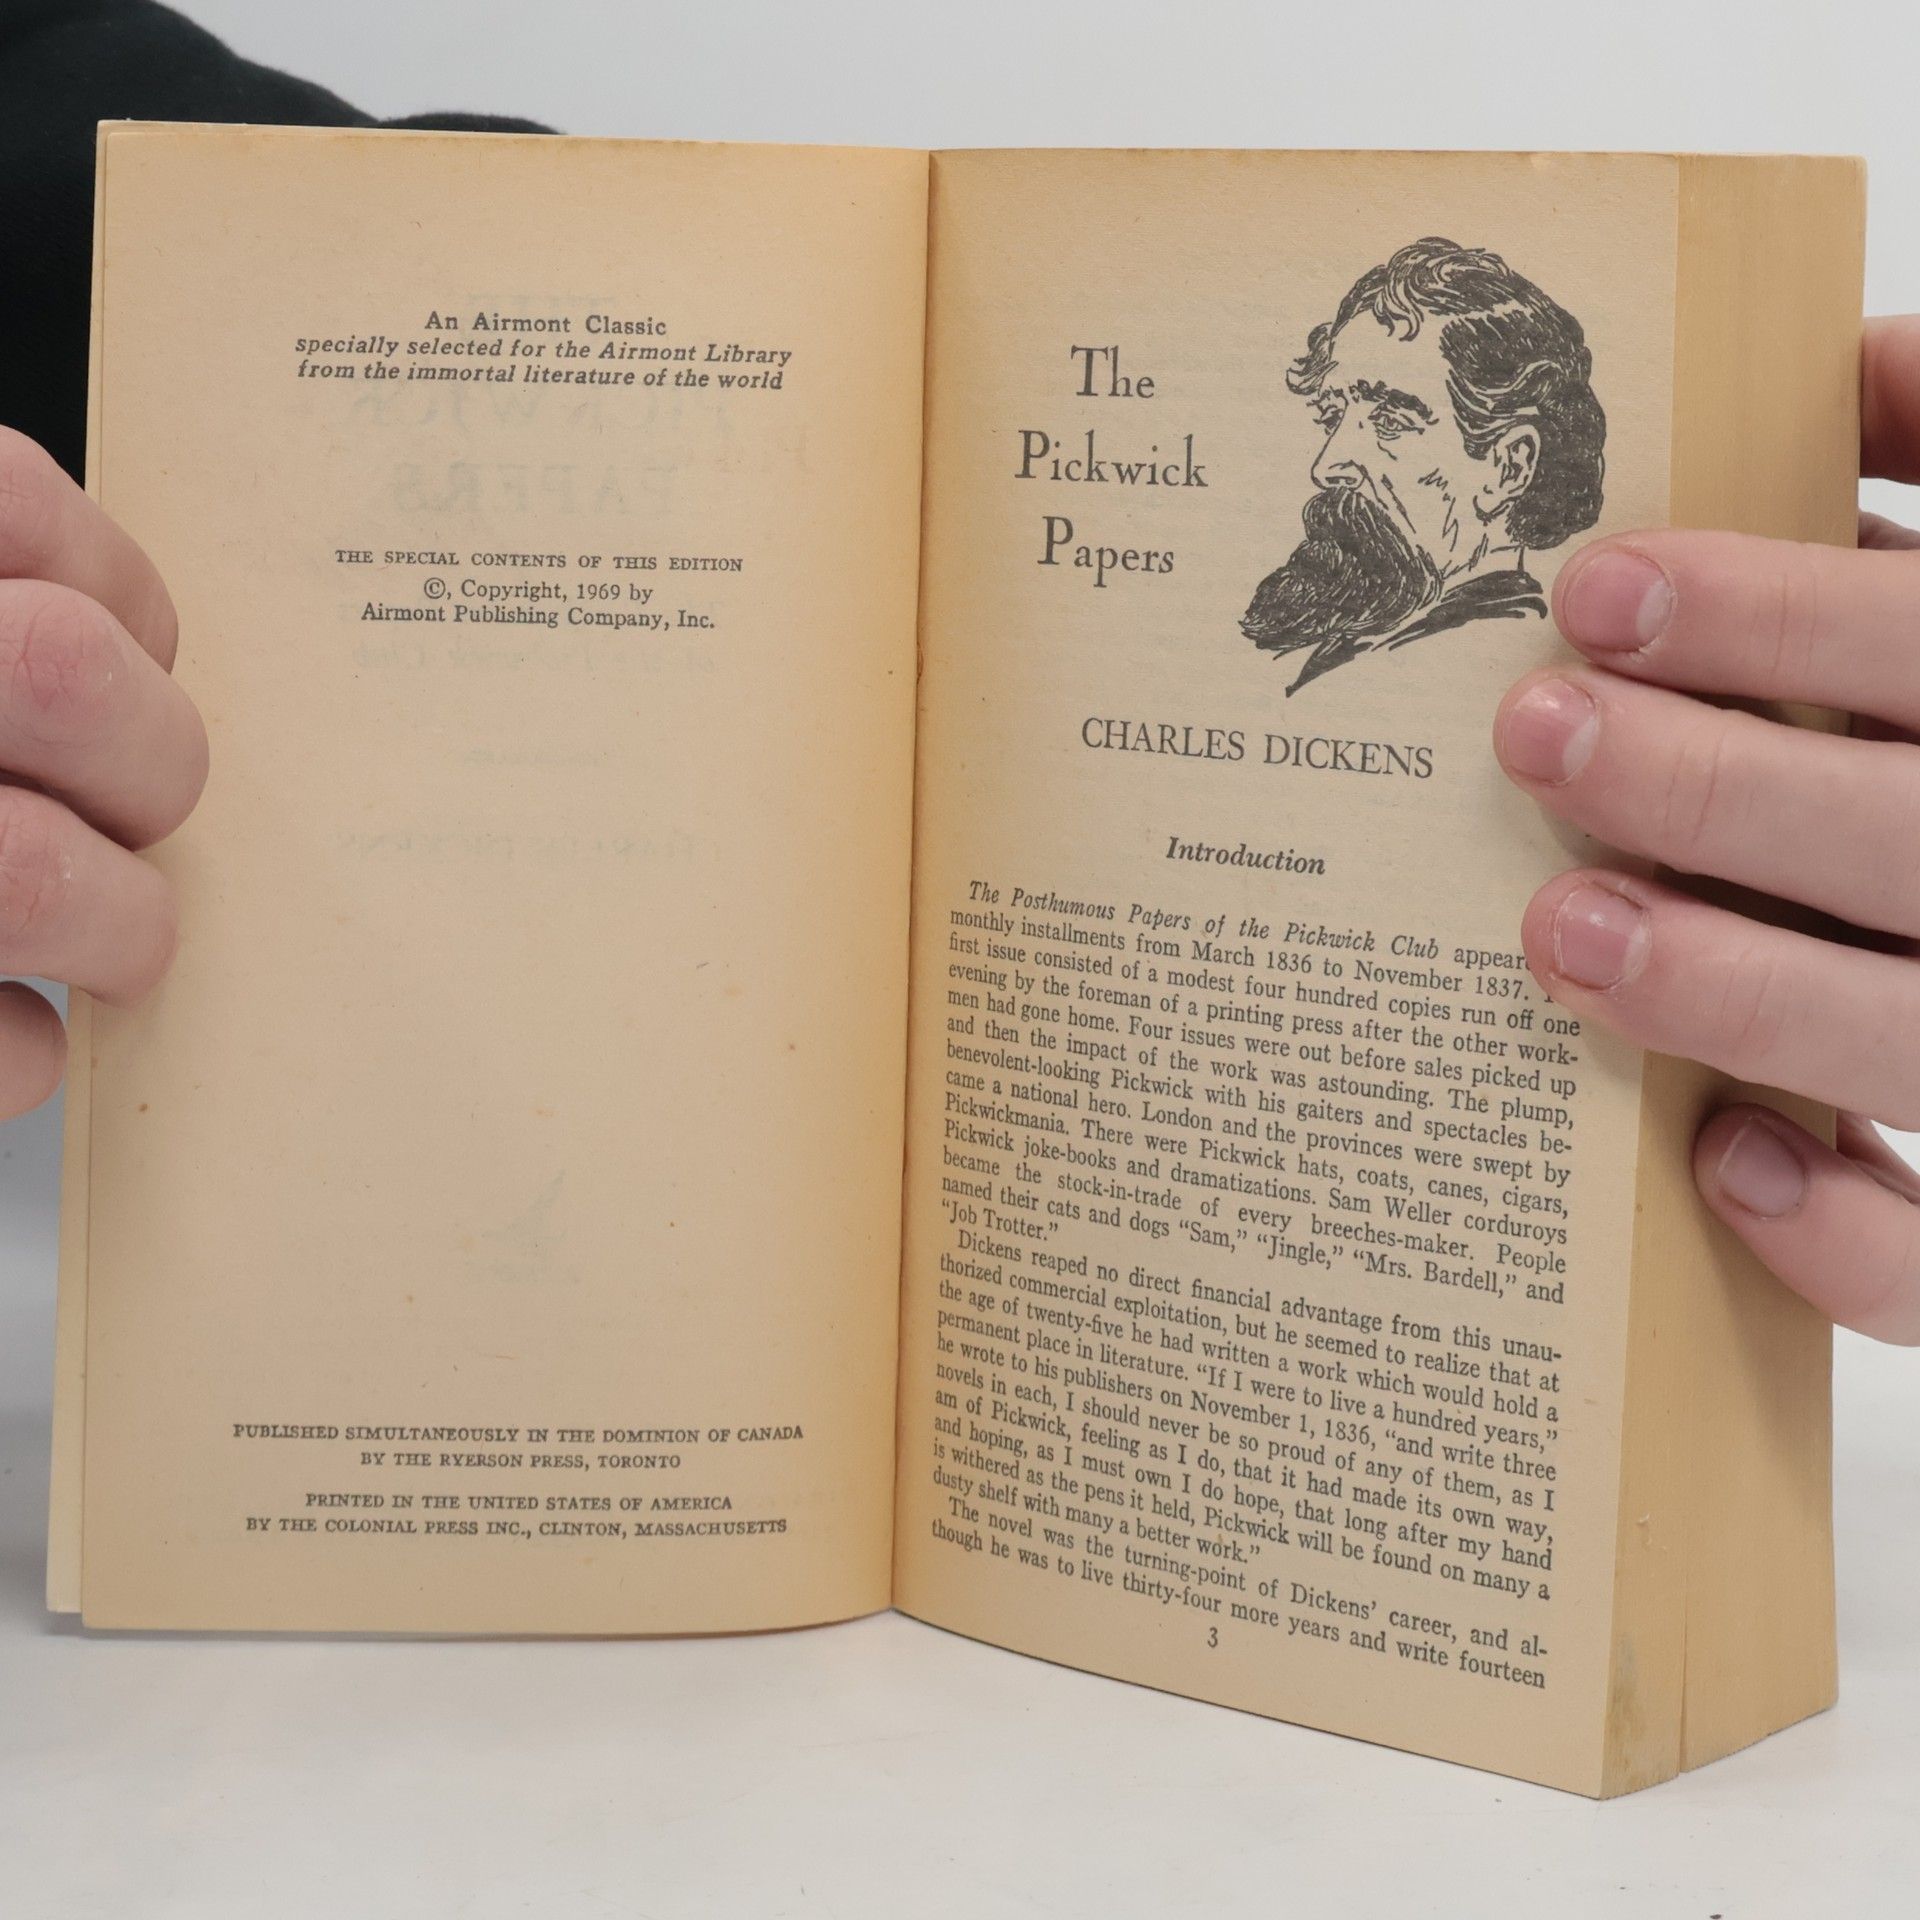 An Airmont Classic
specially selected for the Airmont Library
from the immortal literature of the world
THE SPECIAL CONTENTS OF THIS EDITION
©, Copyright, 1969 by
Airmont Publishing Company, Inc.
PUBLISHED SIMULTANEOUSLY IN THE DOMINION OF CANADA
BY THE RYERSON PRESS, TORONTO
PRINTED IN THE UNITED STATES OF AMERICA
BY THE COLONIAL PRESS INC., CLINTON, MASSACHUSETTS
The
Pickwick
Papers
CHARLES DICKENS
Introduction
The Posthumous Papers of the Pickwick Club
monthly installments from March 1836 to November 1837.
first issue consisted of a modest four hundred copies run off one
evening by the foreman of a printing press after the other work-
men had gone home. Four issues were out before sales picked up
and then the impact of the work was astounding. The plump,
benevolent-looking Pickwick with his gaiters and spectacles be-
came a national hero. London and the provinces were swept by
Pickwickmania. There were Pickwick hats, coats, canes, cigars,
Pickwick joke-books and dramatizations. Sam Weller corduroys
became the stock-in-trade of every breeches-maker. People
named their cats and dogs “Sam,” “Jingle,” “Mrs. Bardell,” and
“Job Trotter.”
Dickens reaped no direct financial advantage from this unau-
thorized commercial exploitation, but he seemed to realize that at
the age of twenty-five he had written a work which would hold a
permanent place in literature. “If I were to live a hundred years,”
he wrote to his publishers on November 1, 1836, “and write three
novels in each, I should never be so proud of any of them, as I
am of Pickwick, feeling as I do, that it had made its own way,
and hoping, as I must own I do hope, that long after my hand
is withered as the pens it held, Pickwick will be found on many a
dusty shelf with many a better work.”
The novel was the turning-point of Dickens’ career, and al-
though he was to live thirty-four more years and write fourteen
3